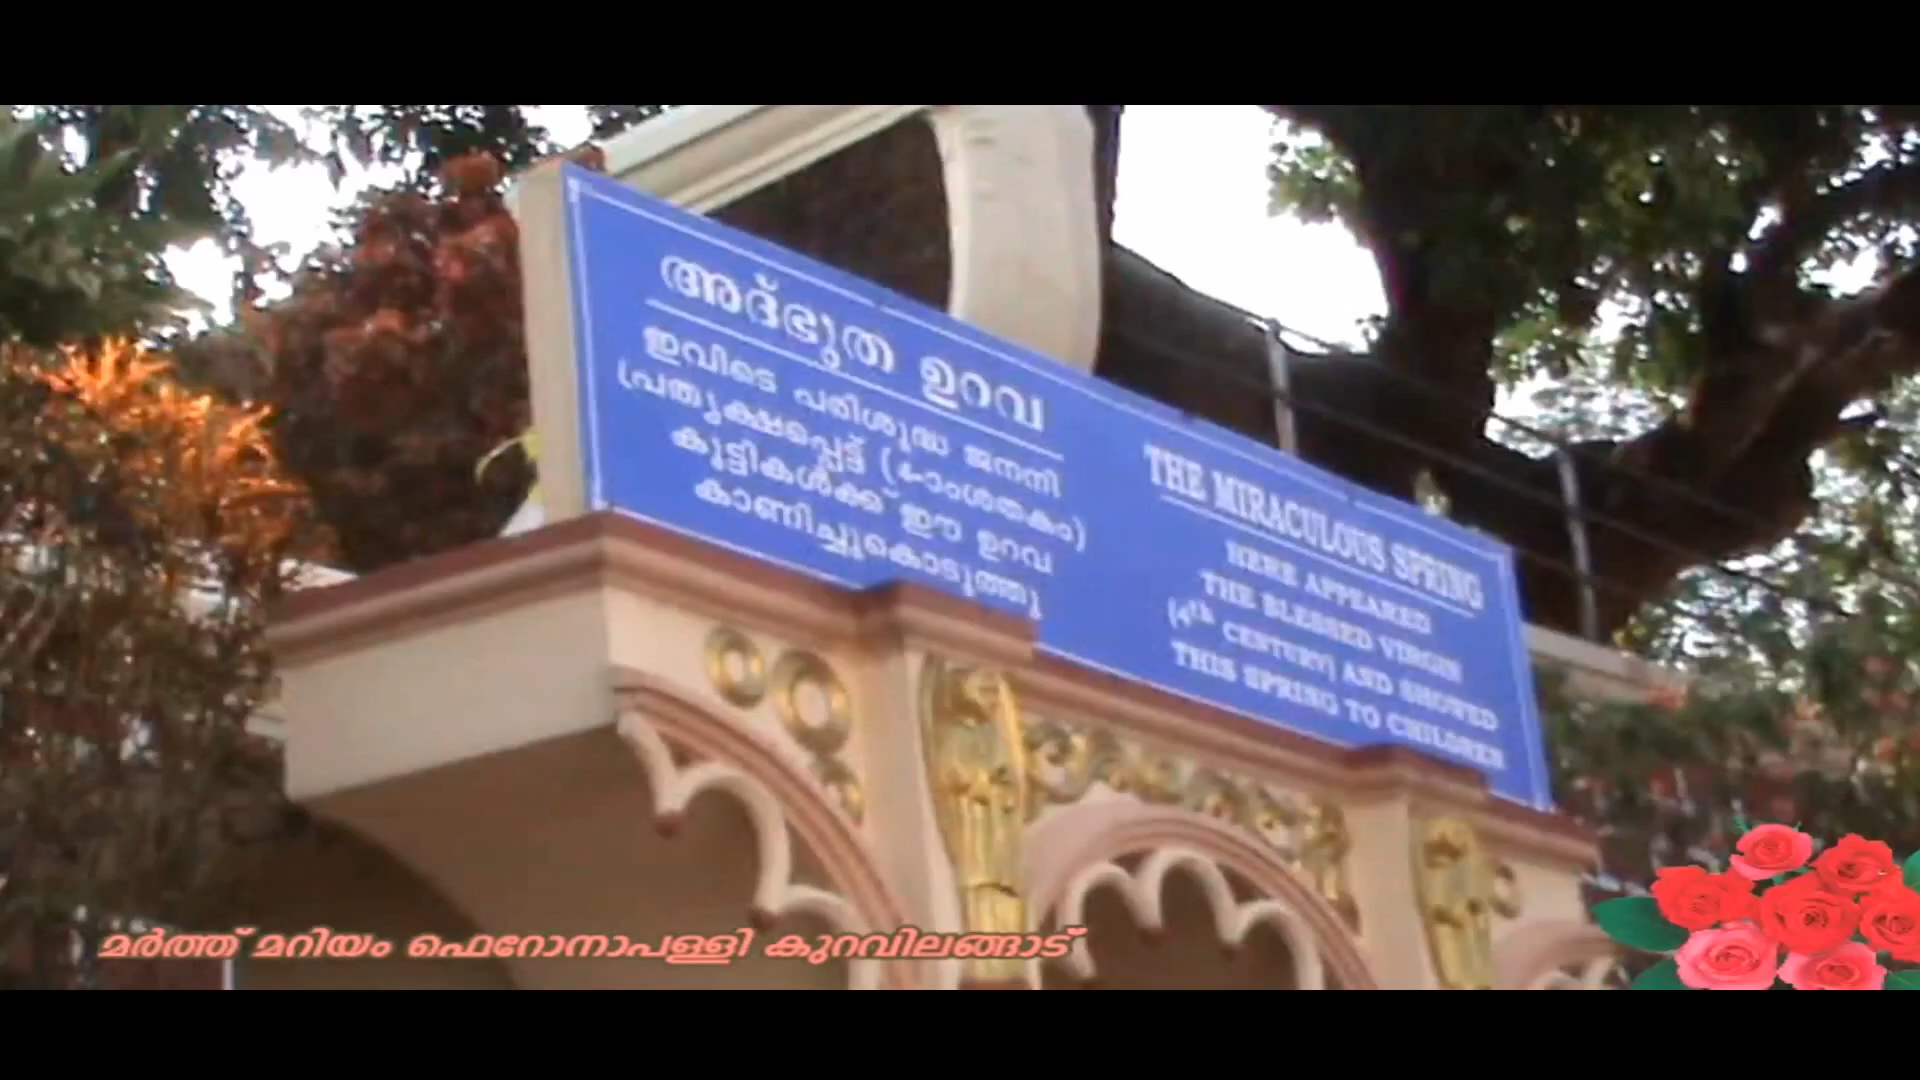 അദ്ഭുത ഉറവ
ഇവിടെ പരിശുദ്ധ ജനനി
പ്രത്യക്ഷപ്പെട്ട് (4-ാംശതകം)
കുട്ടികൾക്ക് ഈ ഉറവ
കാണിച്ചുകൊടുത്തു
THE MIRACULOUS SPRING
HERE APPEARED
THE BLESSED VIRGIN
(4th CENTURY) AND SHOWED
THIS SPRING TO CHILDREN
മർത്ത് മറിയം ഫെറോനാപള്ളി കുറവിലങ്ങാട്